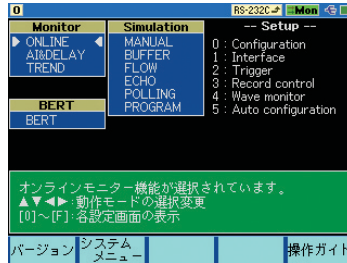 0 RS-232C Mon
Monitor
ONLINE
AI&DELAY
TREND
BERT
BERT
Simulation
MANUAL
BUFFER
FLOW
ECHO
POLLING
PROGRAM
-- Setup --
0 : Configuration
1 : Interface
2 : Trigger
3 : Record control
4 : Wave monitor
5 : Auto configuration
オンラインモニター機能が選択されています。
▲▼◀▶:動作モードの選択変更
[0]~[F]:各設定画面の表示
バージョン システム 操作ガイド
メニュー